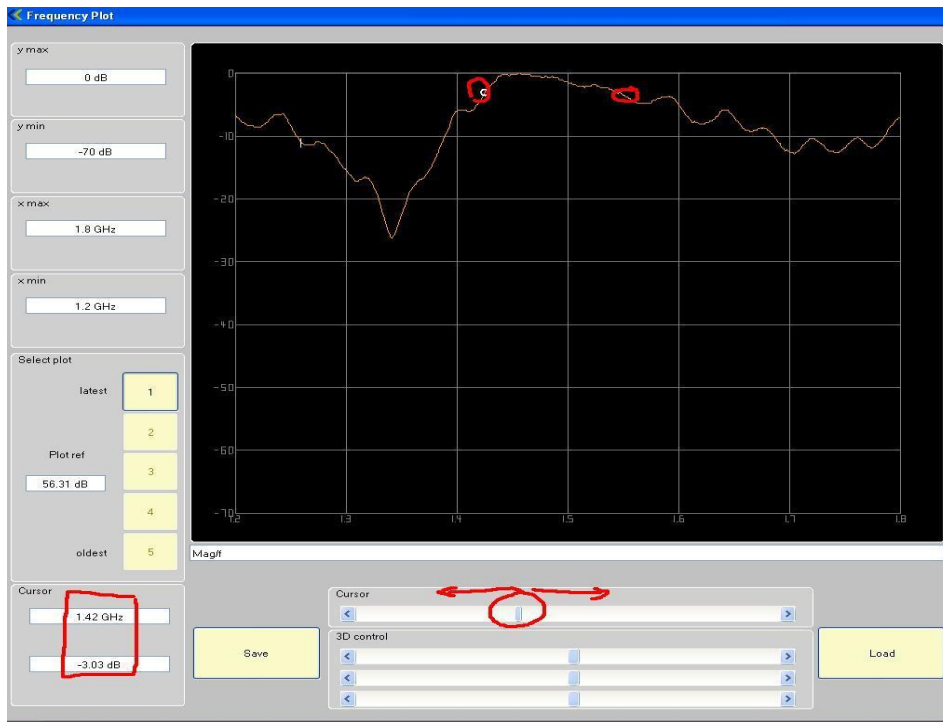 Frequency Plot
y max
0 dB
y min
-70 dB
x max
1.8 GHz
x min
1.2 GHz
Select plot
latest
1
2
Plot ref
3
56.31 dB
4
oldest
5
Cursor
1.42 GHz
-3.03 dB
0
-10
-20
-30
-40
-50
-60
-70
1.2 1.3 1.4 1.5 1.6 1.7 1.8
Mag/f
Cursor
3D control
Save
Load